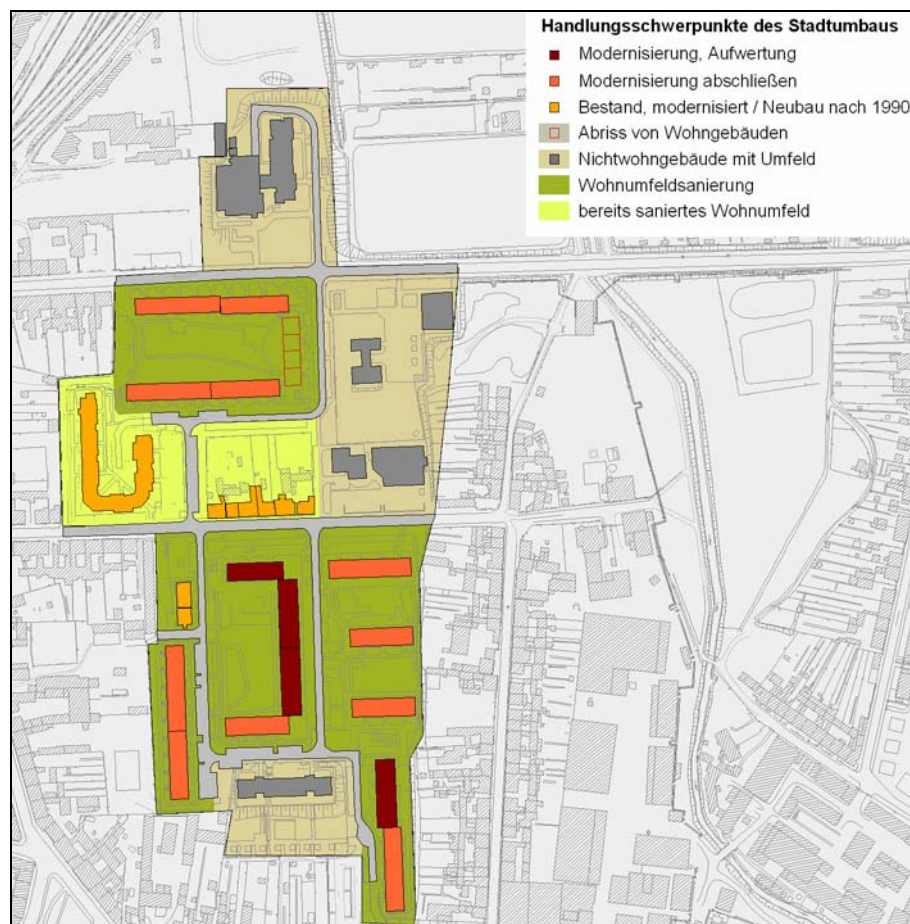 Handlungsschwerpunkte des Stadtumbaus
Modernisierung, Aufwertung
Modernisierung abschließen
Bestand, modernisiert / Neubau nach 1990
Abriss von Wohngebäuden
Nichtwohngebäude mit Umfeld
Wohnumfeldsanierung
bereits saniertes Wohnumfeld